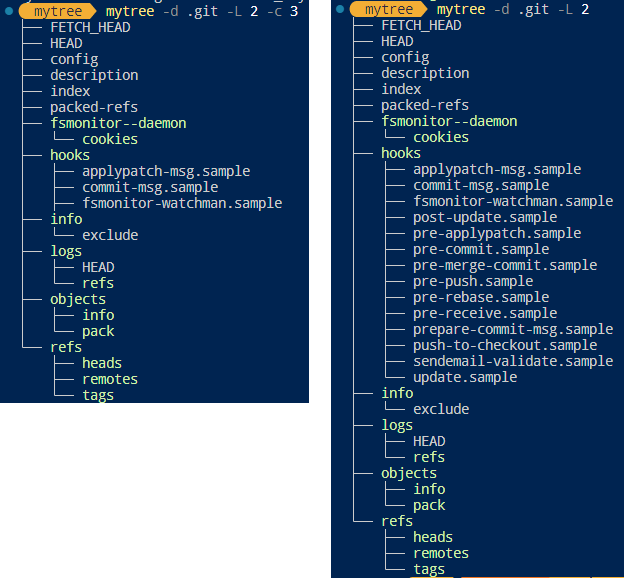 mytree mytree -d .git -L 2 -c 3
FETCH_HEAD
HEAD
config
description
index
packed-refs
fsmonitor--daemon
cookies
hooks
applypatch-msg.sample
commit-msg.sample
fsmonitor-watchman.sample
info
exclude
logs
HEAD
refs
objects
info
pack
refs
heads
remotes
tags
mytree mytree -d .git -L 2
FETCH_HEAD
HEAD
config
description
index
packed-refs
fsmonitor--daemon
cookies
hooks
applypatch-msg.sample
commit-msg.sample
fsmonitor-watchman.sample
post-update.sample
pre-applypatch.sample
pre-commit.sample
pre-merge-commit.sample
pre-push.sample
pre-rebase.sample
pre-receive.sample
prepare-commit-msg.sample
push-to-checkout.sample
sendemail-validate.sample
update.sample
info
exclude
logs
HEAD
refs
objects
info
pack
refs
heads
remotes
tags